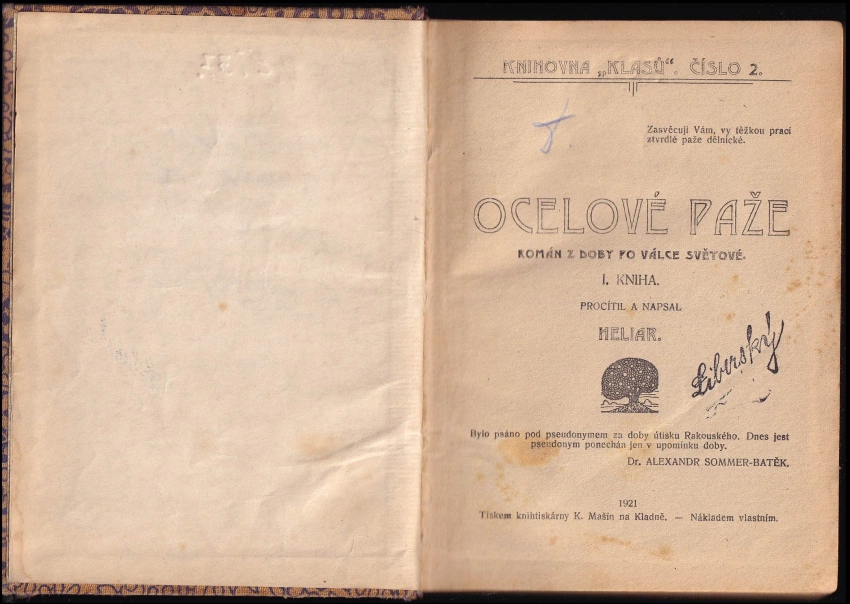 KNIHOVNA „KLASŮ“. ČÍSLO 2.
Zasvěcuji Vám, vy těžkou prací
ztvrdlé paže dělnické.
OCELOVÉ PAŽE
ROMÁN Z DOBY PO VÁLCE SVĚTOVÉ.
I. KNIHA.
PROCÍTIL A NAPSAL
HELIAR.
Liberský
Bylo psáno pod pseudonymem za doby útisku Rakouského. Dnes jest
pseudonym ponechán jen v upomínku doby.
Dr. ALEXANDR SOMMER-BATĚK.
1921
Tiskem knihtiskárny K. Mašín na Kladně. — Nákladem vlastním.